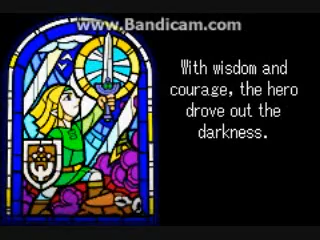 www.Bandicam.com
With wisdom and
courage, the hero
drove out the
darkness.